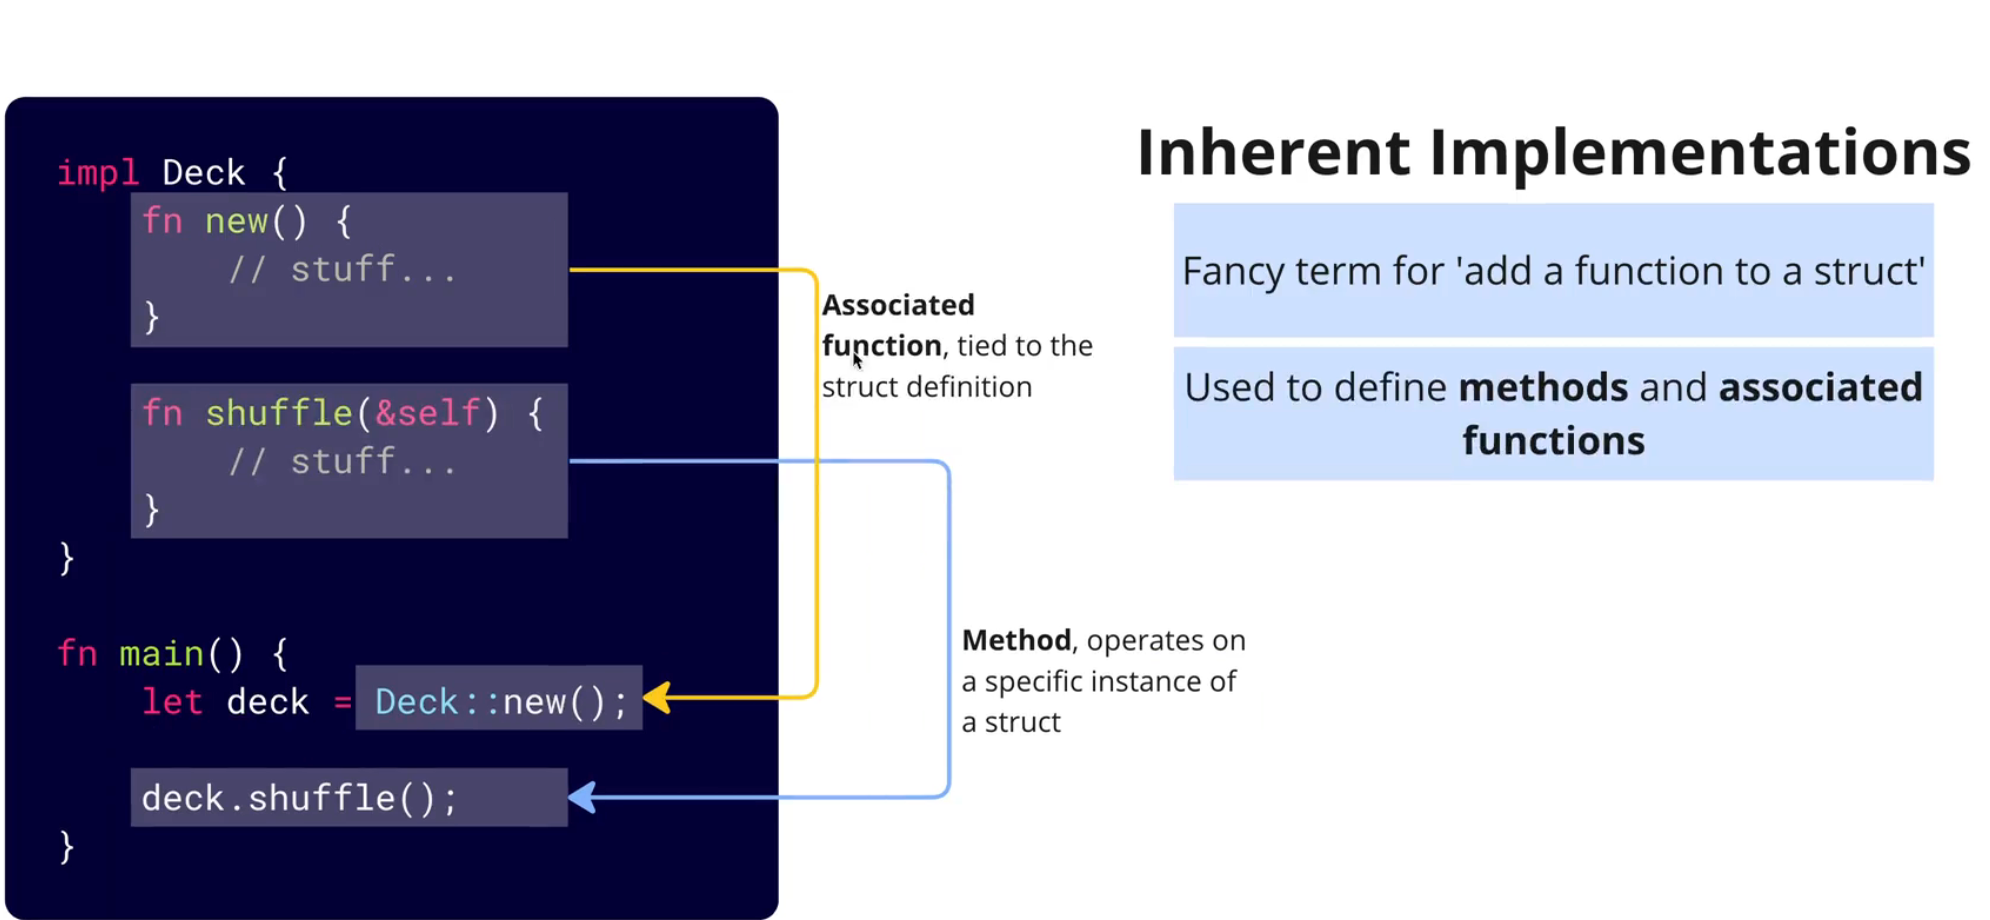 impl Deck {
fn new() {
// stuff...
}
fn shuffle(&self) {
// stuff...
}
}
fn main() {
let deck = Deck::new();
deck.shuffle();
}
Associated
function, tied to the
struct definition
Method, operates on
a specific instance of
a struct
Inherent Implementations
Fancy term for 'add a function to a struct'
Used to define methods and associated
functions